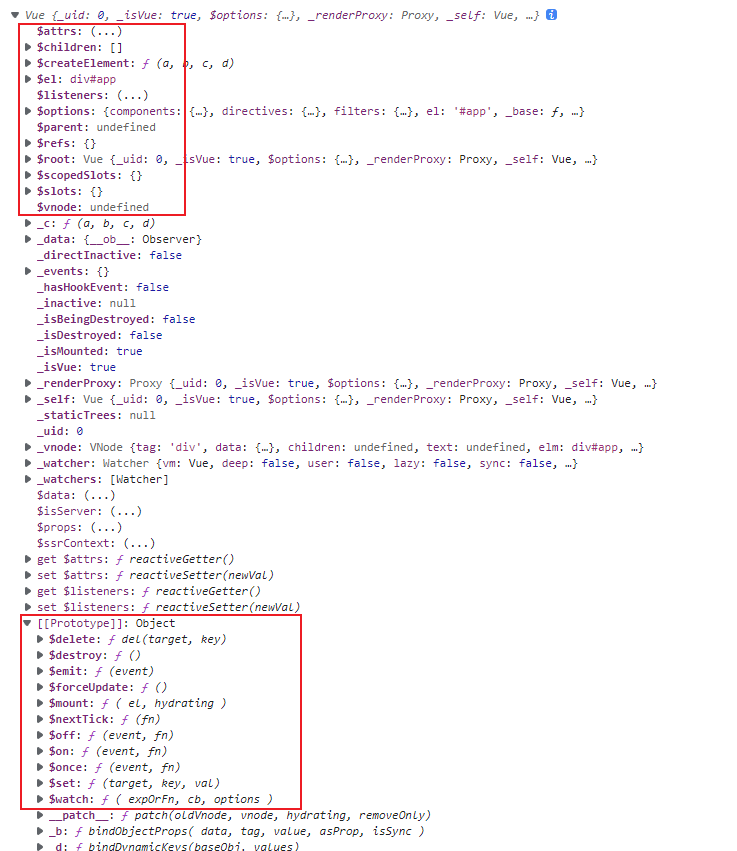 Vue {_uid: 0, _isVue: true, $options: {…}, _renderProxy: Proxy, _self: Vue, …} i
$attrs: (...)
$children: []
$createElement: ƒ (a, b, c, d)
$el: div#app
$listeners: (...)
$options: {components: {…}, directives: {…}, filters: {…}, el: '#app', _base: ƒ, …}
$parent: undefined
$refs: {}
$root: Vue {_uid: 0, _isVue: true, $options: {…}, _renderProxy: Proxy, _self: Vue, …}
$scopedSlots: {}
$slots: {}
$vnode: undefined
_c: ƒ (a, b, c, d)
_data: {__ob__: Observer}
_directInactive: false
_events: {}
_hasHookEvent: false
_inactive: null
_isBeingDestroyed: false
_isDestroyed: false
_isMounted: true
_isVue: true
_renderProxy: Proxy {_uid: 0, _isVue: true, $options: {…}, _renderProxy: Proxy, _self: Vue, …}
_self: Vue {_uid: 0, _isVue: true, $options: {…}, _renderProxy: Proxy, _self: Vue, …}
_staticTrees: null
_uid: 0
_vnode: VNode {tag: 'div', data: {…}, children: undefined, text: undefined, elm: div#app, …}
_watcher: Watcher {vm: Vue, deep: false, user: false, lazy: false, sync: false, …}
_watchers: [Watcher]
$data: (...)
$isServer: (...)
$props: (...)
$ssrContext: (...)
get $attrs: ƒ reactiveGetter()
set $attrs: ƒ reactiveSetter(newVal)
get $listeners: ƒ reactiveGetter()
set $listeners: ƒ reactiveSetter(newVal)
[[Prototype]]: Object
$delete: ƒ del(target, key)
$destroy: ƒ ()
$emit: ƒ (event)
$forceUpdate: ƒ ()
$mount: ƒ ( el, hydrating )
$nextTick: ƒ (fn)
$off: ƒ (event, fn)
$on: ƒ (event, fn)
$once: ƒ (event, fn)
$set: ƒ (target, key, val)
$watch: ƒ ( expOrFn, cb, options )
__patch__: ƒ patch(oldVnode, vnode, hydrating, removeOnly)
_b: ƒ bindObjectProps( data, tag, value, asProp, isSync )
_d: ƒ bindDynamicKeys(baseObj, values)